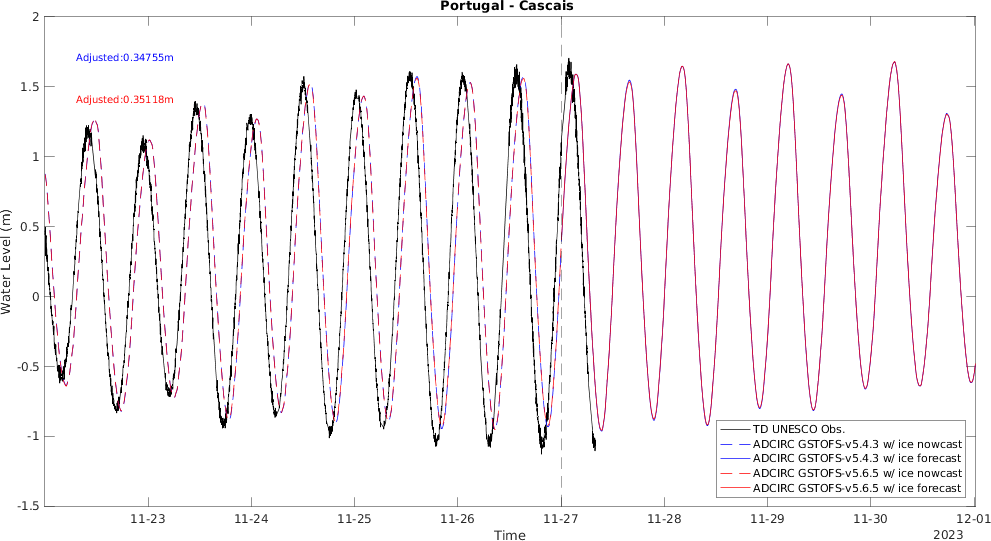 Portugal - Cascais
2
1.5
1
0.5
0
-0.5
-1
-1.5
Water Level (m)
Adjusted:0.34755m
Adjusted:0.35118m
TD UNESCO Obs.
ADCIRC GSTOFS-v5.4.3 w/ ice nowcast
ADCIRC GSTOFS-v5.4.3 w/ ice forecast
ADCIRC GSTOFS-v5.6.5 w/ ice nowcast
ADCIRC GSTOFS-v5.6.5 w/ ice forecast
11-23 11-24 11-25 11-26 11-27 11-28 11-29 11-30 12-01
Time
2023